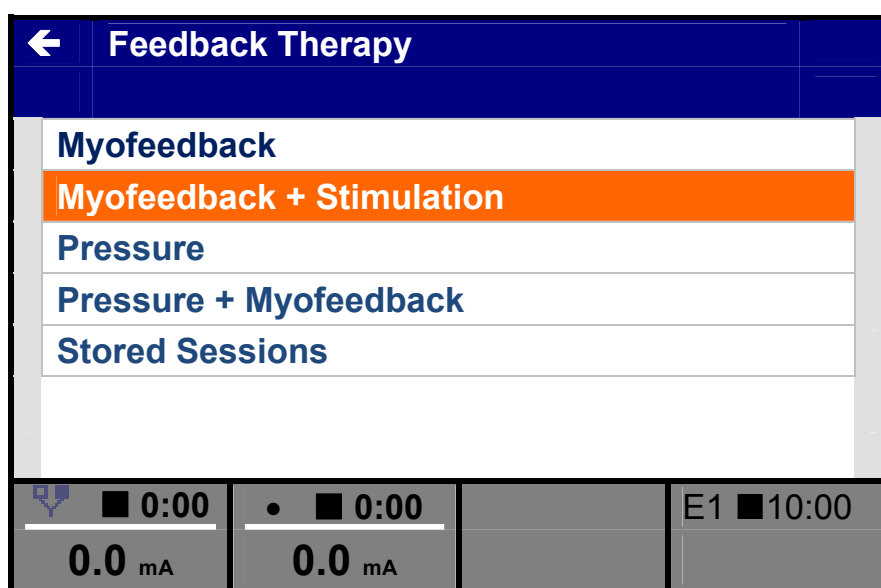 ← Feedback Therapy
Myofeedback
Myofeedback + Stimulation
Pressure
Pressure + Myofeedback
Stored Sessions
■ 0:00 • ■ 0:00 E1 ■10:00
0.0 mA 0.0 mA